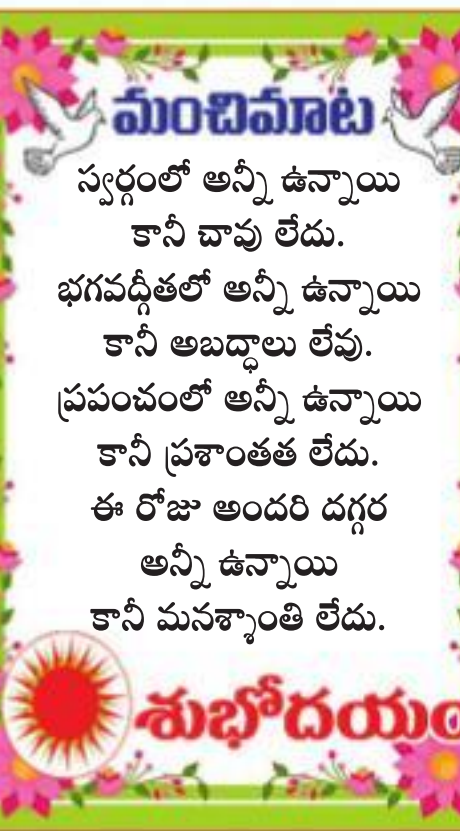 మంచిమాట
స్వర్గంలో అన్నీ ఉన్నాయి
కానీ చావు లేదు.
భగవద్గీతలో అన్నీ ఉన్నాయి
కానీ అబద్ధాలు లేవు.
ప్రపంచంలో అన్నీ ఉన్నాయి
కానీ ప్రశాంతత లేదు.
ఈ రోజు అందరి దగ్గర
అన్నీ ఉన్నాయి
కానీ మనశ్శాంతి లేదు.
శుభోదయం